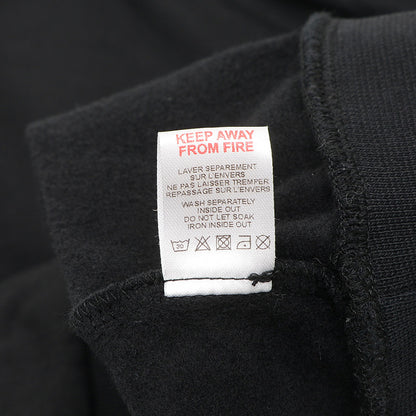 KEEP AWAY
FROM FIRE
LAVER SEPAREMENT
SUR L'ENVERS
NE PAS LAISSER TREMPER
REPASSAGE SUR L'ENVERS
WASH SEPARATELY
INSIDE OUT
DO NOT LET SOAK
IRON INSIDE OUT
30